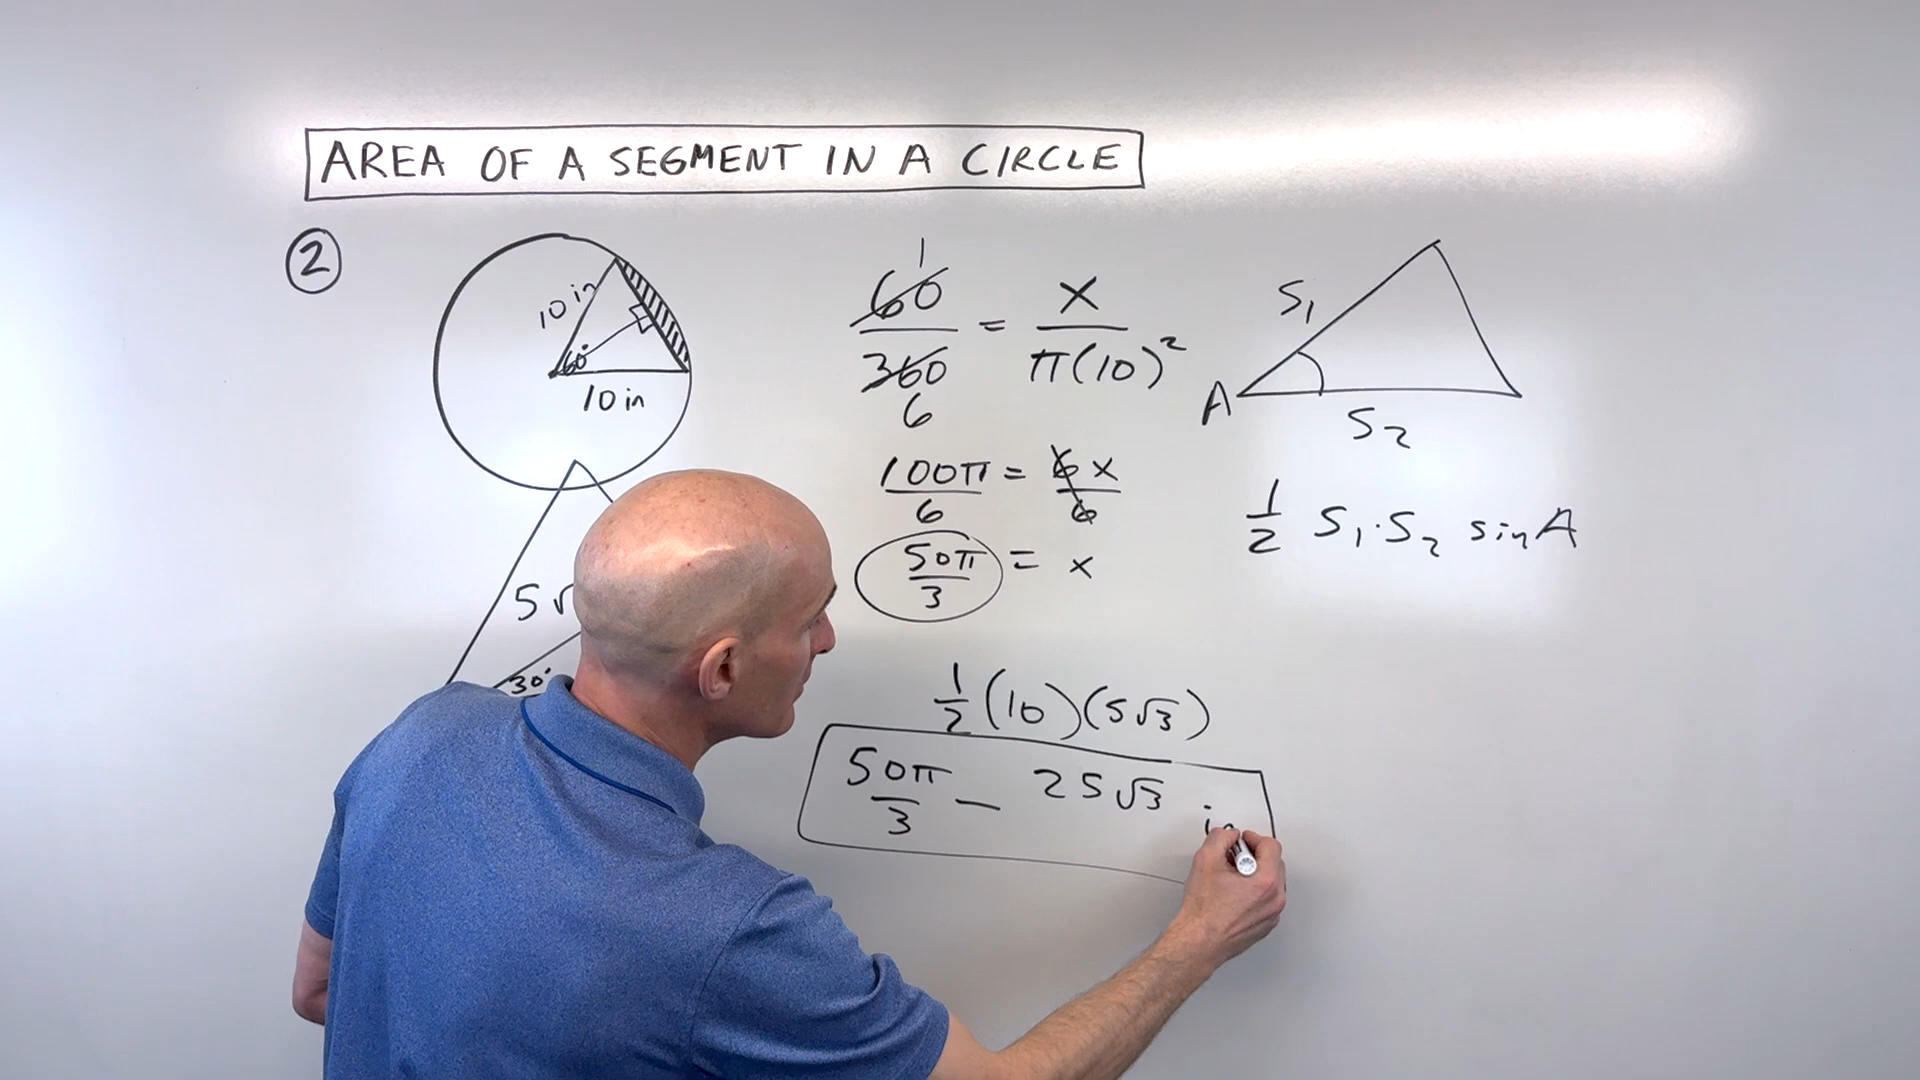 AREA OF A SEGMENT IN A CIRCLE
2
10 in
60°
10 in
5√
30°
1
60/360 = x/π(10)²
6
100π/6 = 6x/6
50π/3 = x
1/2 (10)(5√3)
50π/3 - 25√3 in
S₁
A
S₂
1/2 S₁·S₂ sin A